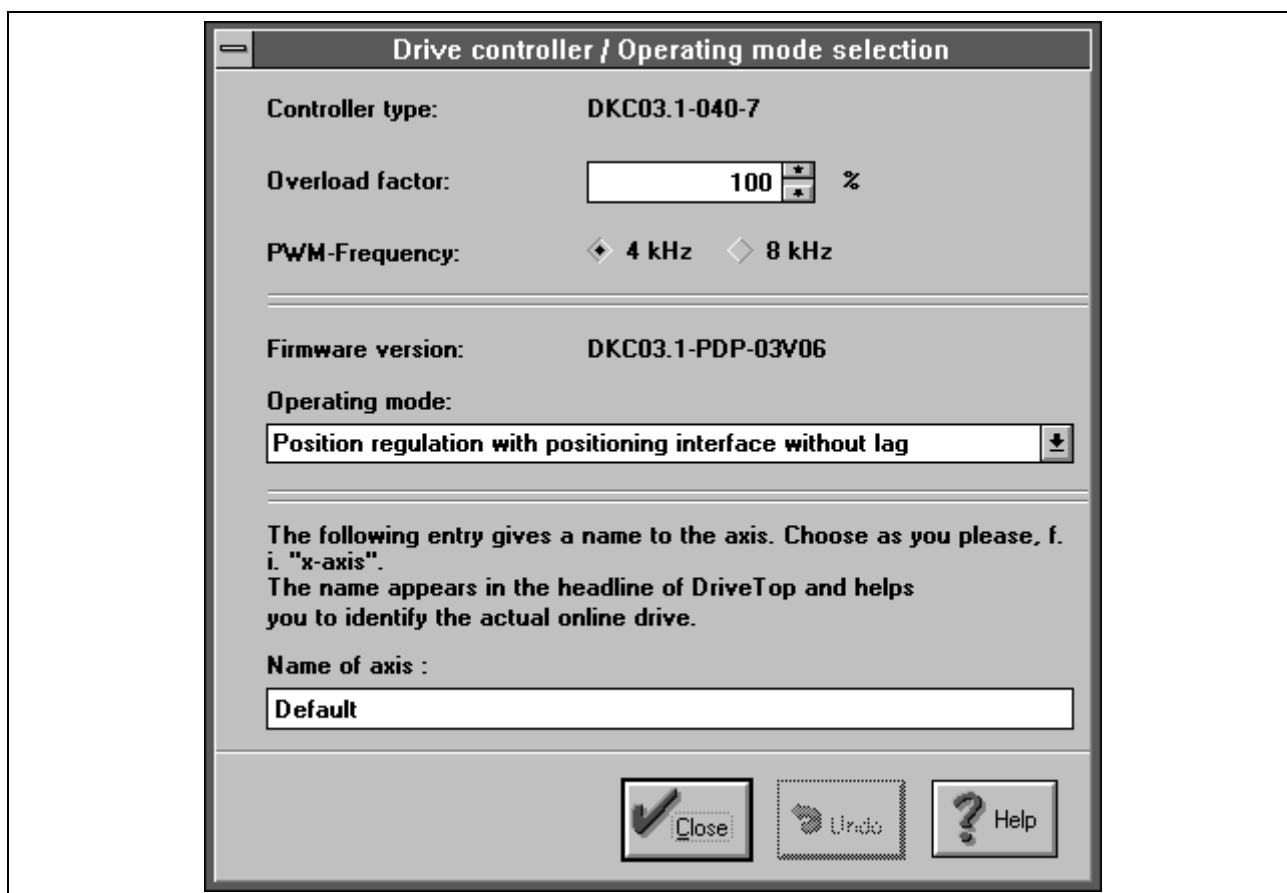 Drive controller / Operating mode selection
Controller type: DKC03.1-040-7
Overload factor: 100 %
PWM-Frequency: 4 kHz 8 kHz
Firmware version: DKC03.1-PDP-03V06
Operating mode:
Position regulation with positioning interface without lag
The following entry gives a name to the axis. Choose as you please, f.
i. "x-axis".
The name appears in the headline of DriveTop and helps
you to identify the actual online drive.
Name of axis :
Default
Close Undo Help